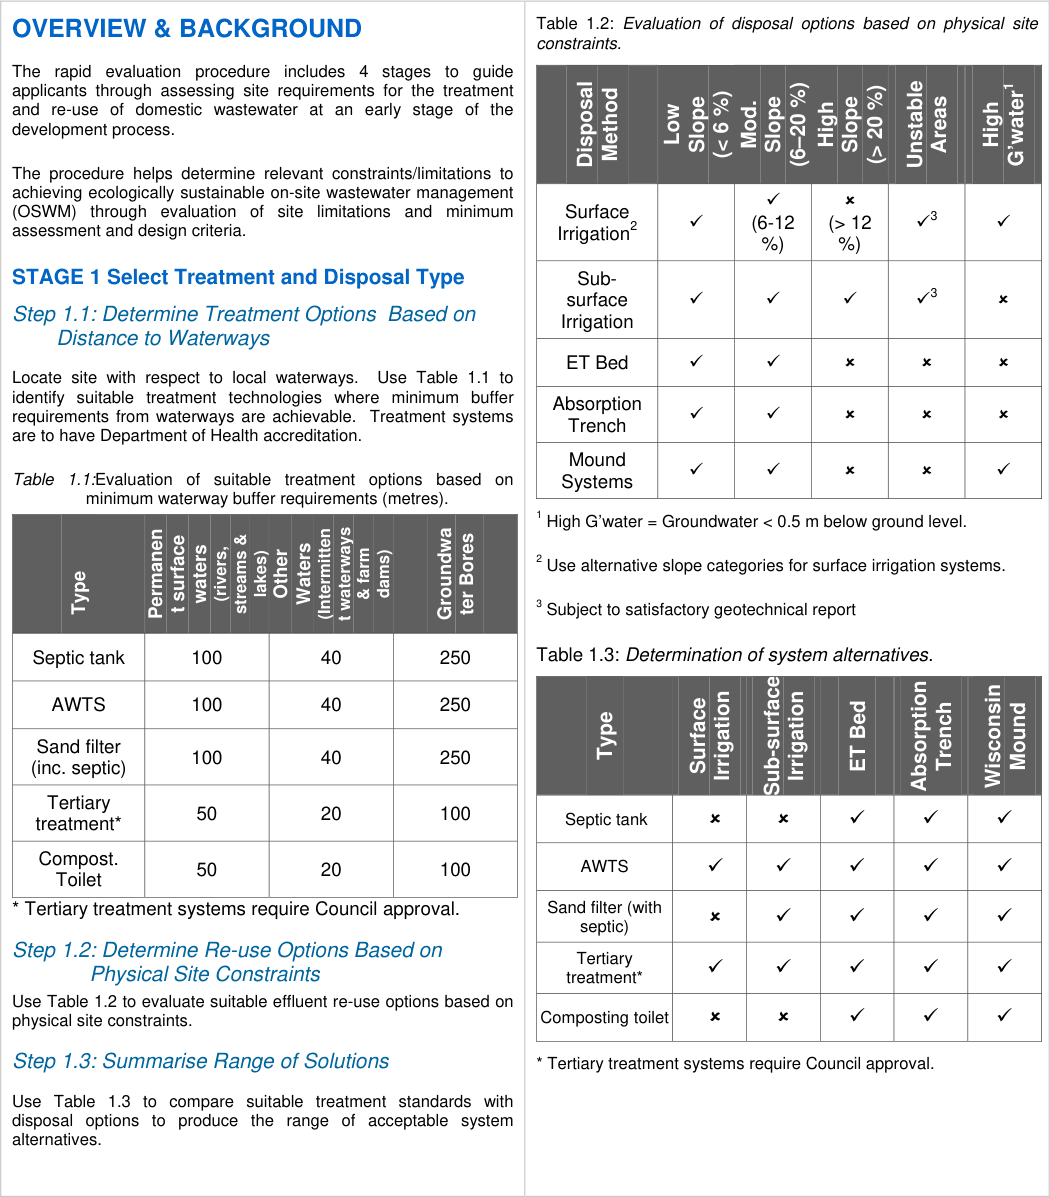 OVERVIEW & BACKGROUND
The rapid evaluation procedure includes 4 stages to guide
applicants through assessing site requirements for the treatment
and re-use of domestic wastewater at an early stage of the
development process.
The procedure helps determine relevant constraints/limitations to
achieving ecologically sustainable on-site wastewater management
(OSWM) through evaluation of site limitations and minimum
assessment and design criteria.
STAGE 1 Select Treatment and Disposal Type
Step 1.1: Determine Treatment Options Based on
Distance to Waterways
Locate site with respect to local waterways. Use Table 1.1 to
identify suitable treatment technologies where minimum buffer
requirements from waterways are achievable. Treatment systems
are to have Department of Health accreditation.
Table 1.1:Evaluation of suitable treatment options based on
minimum waterway buffer requirements (metres).
Type
Permanen
t surface
waters
(rivers,
streams &
lakes)
Other
Waters
(Intermitten
t waterways
& farm
dams)
Groundwa
ter Bores
Septic tank 100 40 250
AWTS 100 40 250
Sand filter
(inc. septic) 100 40 250
Tertiary
treatment* 50 20 100
Compost.
Toilet 50 20 100
* Tertiary treatment systems require Council approval.
Step 1.2: Determine Re-use Options Based on
Physical Site Constraints
Use Table 1.2 to evaluate suitable effluent re-use options based on
physical site constraints.
Step 1.3: Summarise Range of Solutions
Use Table 1.3 to compare suitable treatment standards with
disposal options to produce the range of acceptable system
alternatives.
Table 1.2: Evaluation of disposal options based on physical site
constraints.
Disposal
Method
Low
Slope
(< 6 %)
Mod.
Slope
(6–20 %)
High
Slope
(> 20 %)
Unstable
Areas
High
G'water¹
Surface
Irrigation² ✓ ✓ (6-12 %) ✗ (> 12 %) ✓³ ✓
Sub-
surface
Irrigation ✓ ✓ ✓ ✓³ ✗
ET Bed ✓ ✓ ✗ ✗ ✗
Absorption
Trench ✓ ✓ ✗ ✗ ✗
Mound
Systems ✓ ✓ ✗ ✗ ✓
¹ High G'water = Groundwater < 0.5 m below ground level.
² Use alternative slope categories for surface irrigation systems.
³ Subject to satisfactory geotechnical report
Table 1.3: Determination of system alternatives.
Type
Surface
Irrigation
Sub-surface
Irrigation
ET Bed
Absorption
Trench
Wisconsin
Mound
Septic tank ✗ ✗ ✓ ✓ ✓
AWTS ✓ ✓ ✓ ✓ ✓
Sand filter (with
septic) ✗ ✓ ✓ ✓ ✓
Tertiary
treatment* ✓ ✓ ✓ ✓ ✓
Composting toilet ✗ ✗ ✓ ✓ ✓
* Tertiary treatment systems require Council approval.